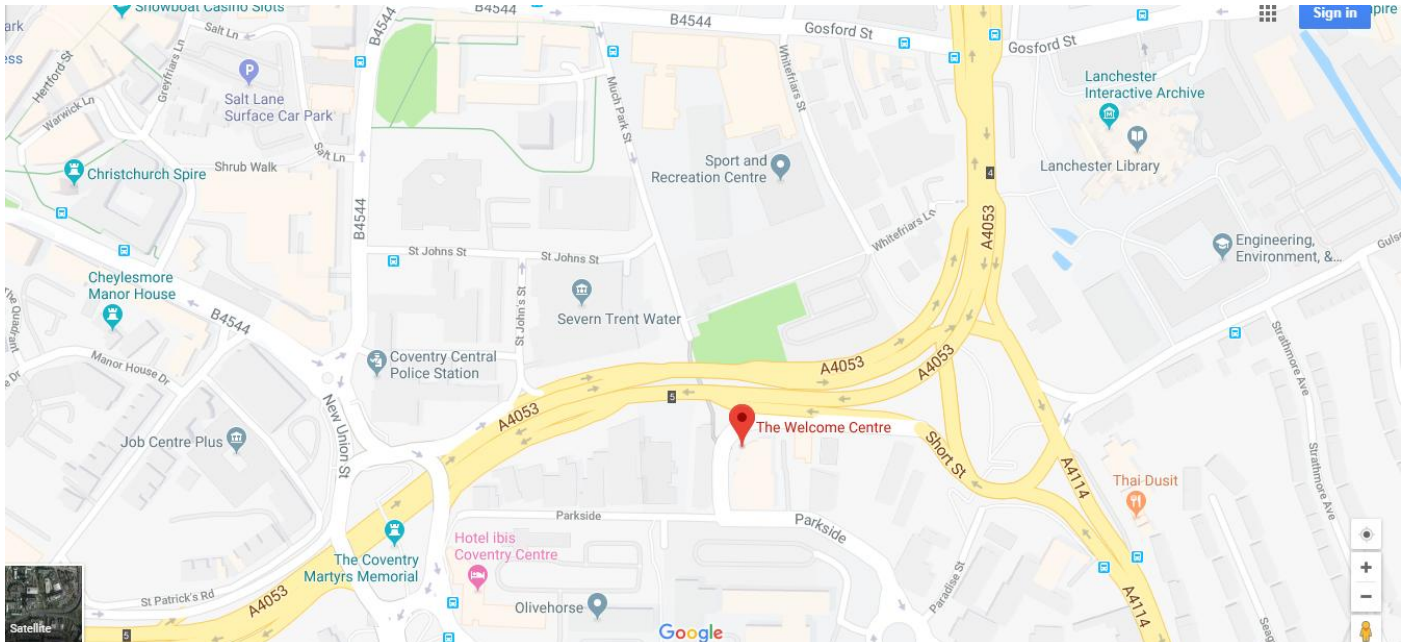 Showboat Casino Slots
B4544
B4544
Sign in
Gosford St
Gosford St
Salt Ln
Hertford St
Greyfriars Ln
Warwick Ln
Salt Lane
Surface Car Park
Salt Ln
B4544
Much Park St
Whitefriars St
Lanchester
Interactive Archive
Lanchester Library
Christchurch Spire
Shrub Walk
Sport and
Recreation Centre
4
B4544
A4053
Whitefriars Ln
St Johns St
St Johns St
Engineering,
Environment, &...
Cheylesmore
Manor House
The Quadrant
B4544
Severn Trent Water
St John's St
Manor House Dr
Coventry Central
Police Station
A4053
A4053
Strathmore Ave
5
A4053
New Union St
The Welcome Centre
Job Centre Plus
Short St
Strathmore Ave
A4114
Thai Dusit
Parkside
Parkside
Hotel ibis
Coventry Centre
The Coventry
Martyrs Memorial
St Patrick's Rd
A4053
Olivehorse
Paradise St
A4114
Satellite
5
Google